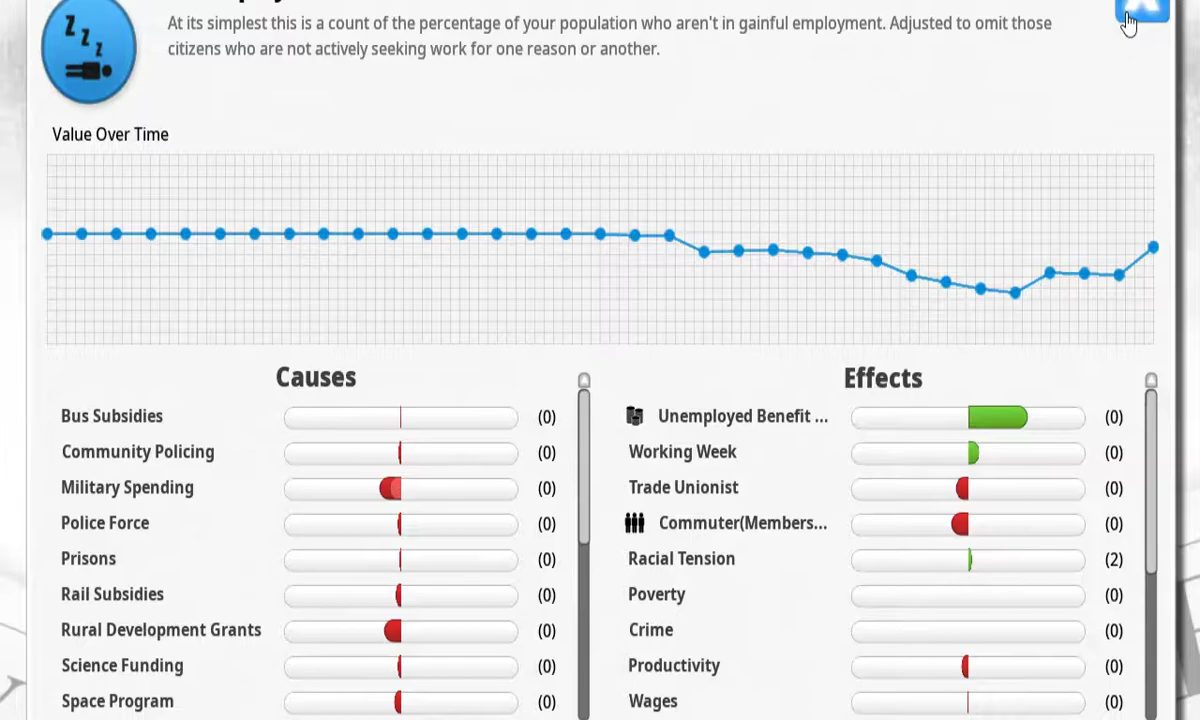 At its simplest this is a count of the percentage of your population who aren't in gainful employment. Adjusted to omit those
citizens who are not actively seeking work for one reason or another.
Value Over Time
Causes
Bus Subsidies (0)
Community Policing (0)
Military Spending (0)
Police Force (0)
Prisons (0)
Rail Subsidies (0)
Rural Development Grants (0)
Science Funding (0)
Space Program (0)
Effects
Unemployed Benefit ... (0)
Working Week (0)
Trade Unionist (0)
Commuter(Members... (0)
Racial Tension (2)
Poverty (0)
Crime (0)
Productivity (0)
Wages (0)